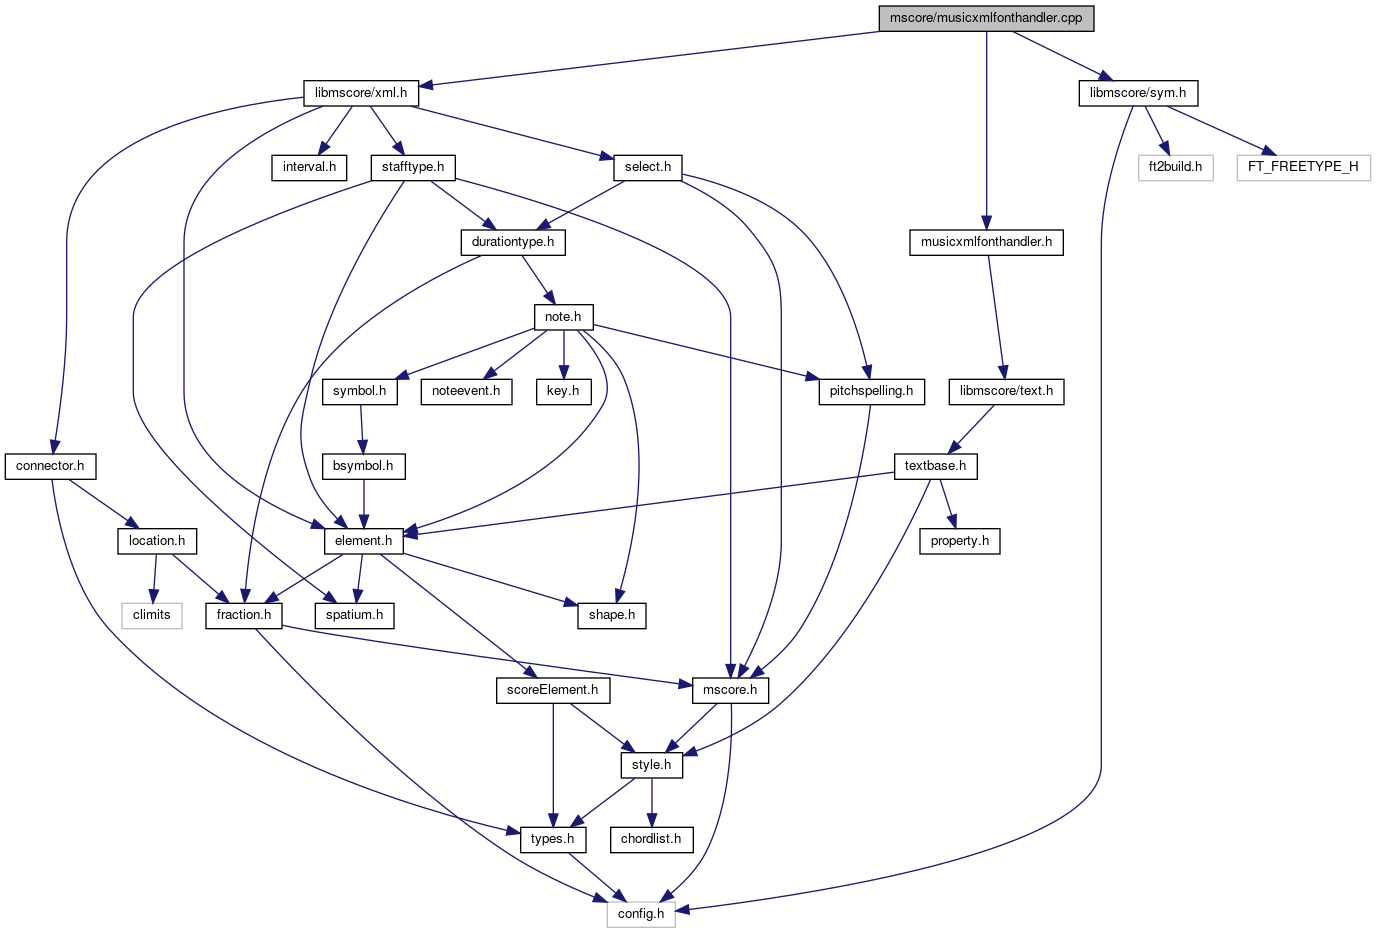 mscore/musicxmlfonthandler.cpp
libmscore/xml.h
libmscore/sym.h
interval.h
stafftype.h
select.h
ft2build.h
FT_FREETYPE_H
durationtype.h
musicxmlfonthandler.h
note.h
symbol.h
noteevent.h
key.h
pitchspelling.h
libmscore/text.h
connector.h
bsymbol.h
textbase.h
location.h
element.h
property.h
climits
fraction.h
spatium.h
shape.h
scoreElement.h
mscore.h
style.h
types.h
chordlist.h
config.h